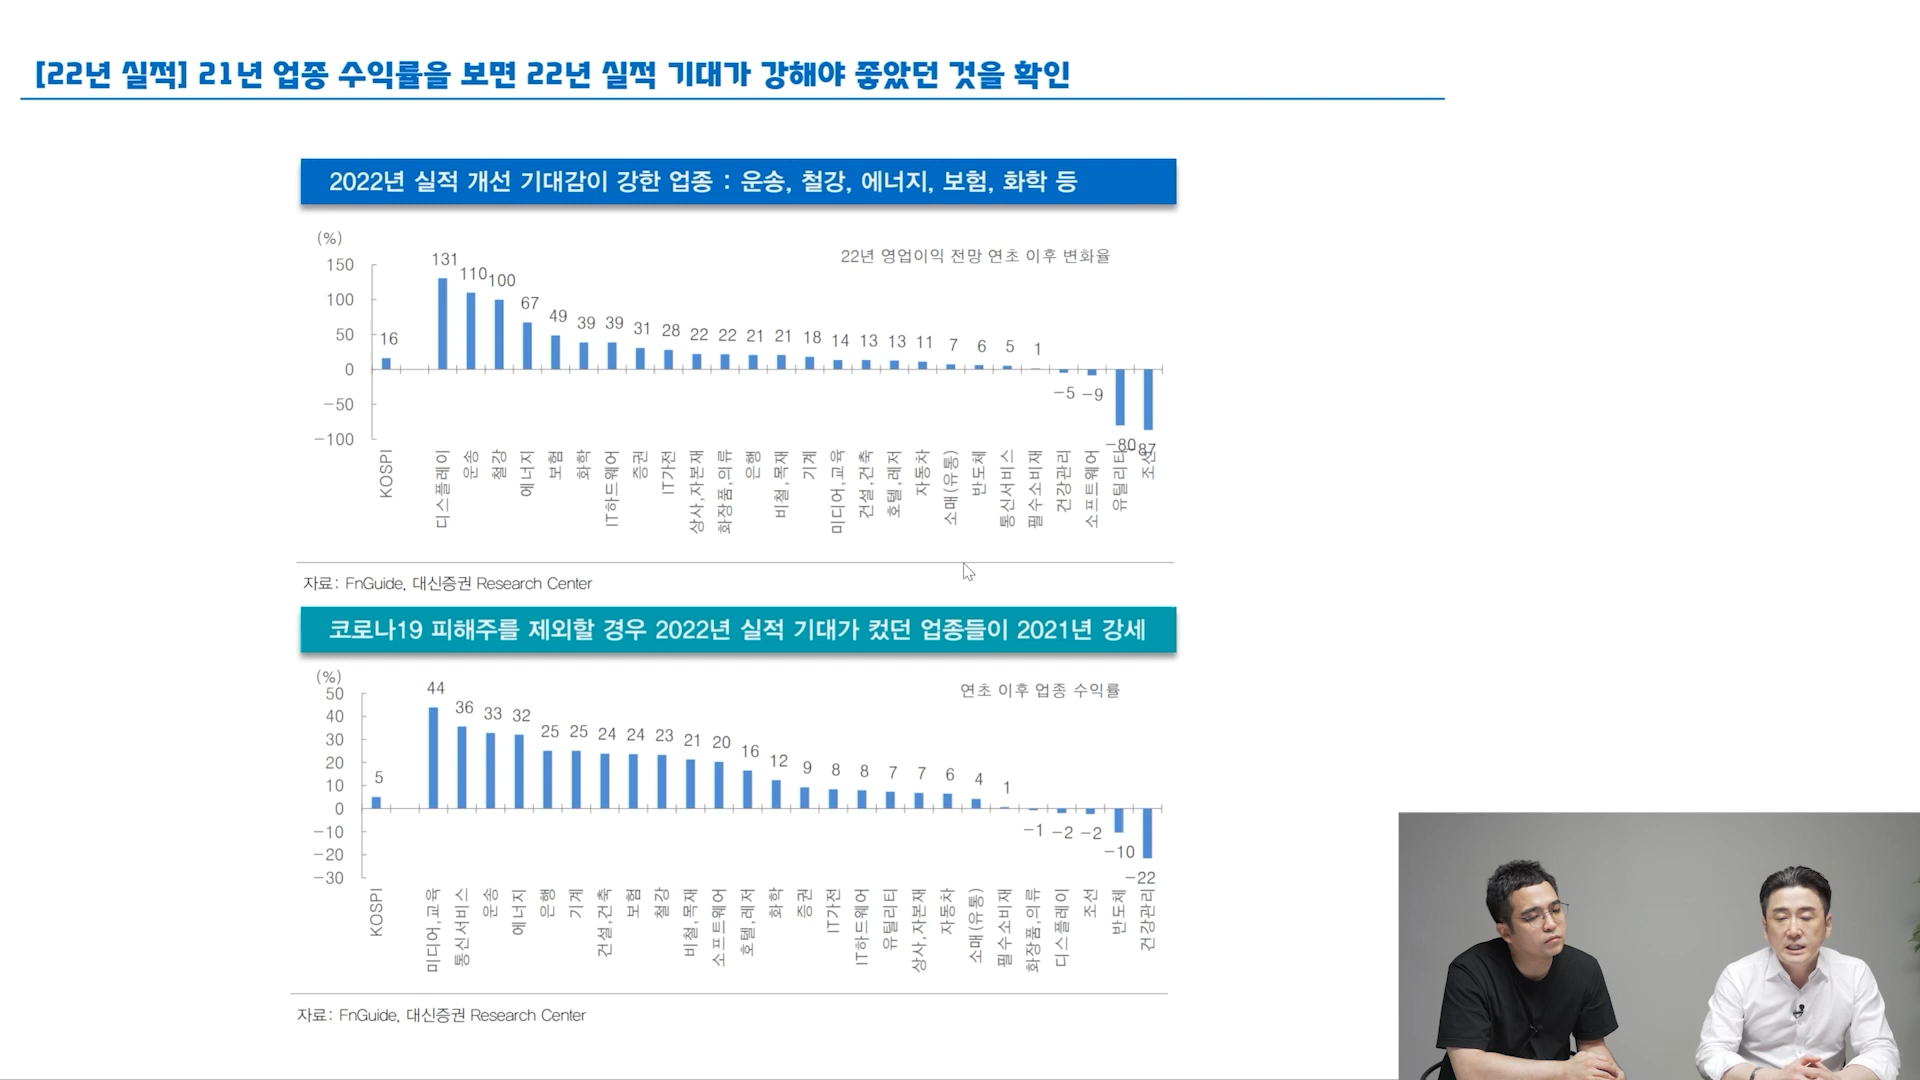 [22년 실적] 21년 업종 수익률을 보면 22년 실적 기대가 강해야 좋았던 것을 확인
2022년 실적 개선 기대감이 강한 업종 : 운송, 철강, 에너지, 보험, 화학 등
(%)
22년 영업이익 전망 연초 이후 변화율
150
100
50
0
-50
-100
16
131
110
100
67
49
39
39
31
28
22
22
21
21
18
14
13
13
11
7
6
5
1
-5
-9
-80
-87
KOSPI
디스플레이
운송
철강
에너지
보험
화학
IT하드웨어
증권
IT가전
상사,자본재
화장품,의류
은행
비철,목재
기계
미디어,교육
건설,건축
호텔,레저
자동차
소매(유통)
반도체
통신서비스
필수소비재
건강관리
소프트웨어
유틸리티
조선
자료: FnGuide, 대신증권 Research Center
코로나19 피해주를 제외할 경우 2022년 실적 기대가 컸던 업종들이 2021년 강세
(%)
연초 이후 업종 수익률
50
40
30
20
10
0
-10
-20
-30
5
44
36
33
32
25
25
24
24
23
21
20
16
12
9
8
8
7
7
6
4
1
-1
-2
-2
-10
-22
KOSPI
미디어,교육
통신서비스
운송
에너지
은행
기계
건설,건축
보험
철강
비철,목재
소프트웨어
호텔,레저
화학
증권
IT가전
IT하드웨어
유틸리티
상사,자본재
자동차
소매(유통)
필수소비재
화장품,의류
디스플레이
조선
반도체
건강관리
자료: FnGuide, 대신증권 Research Center